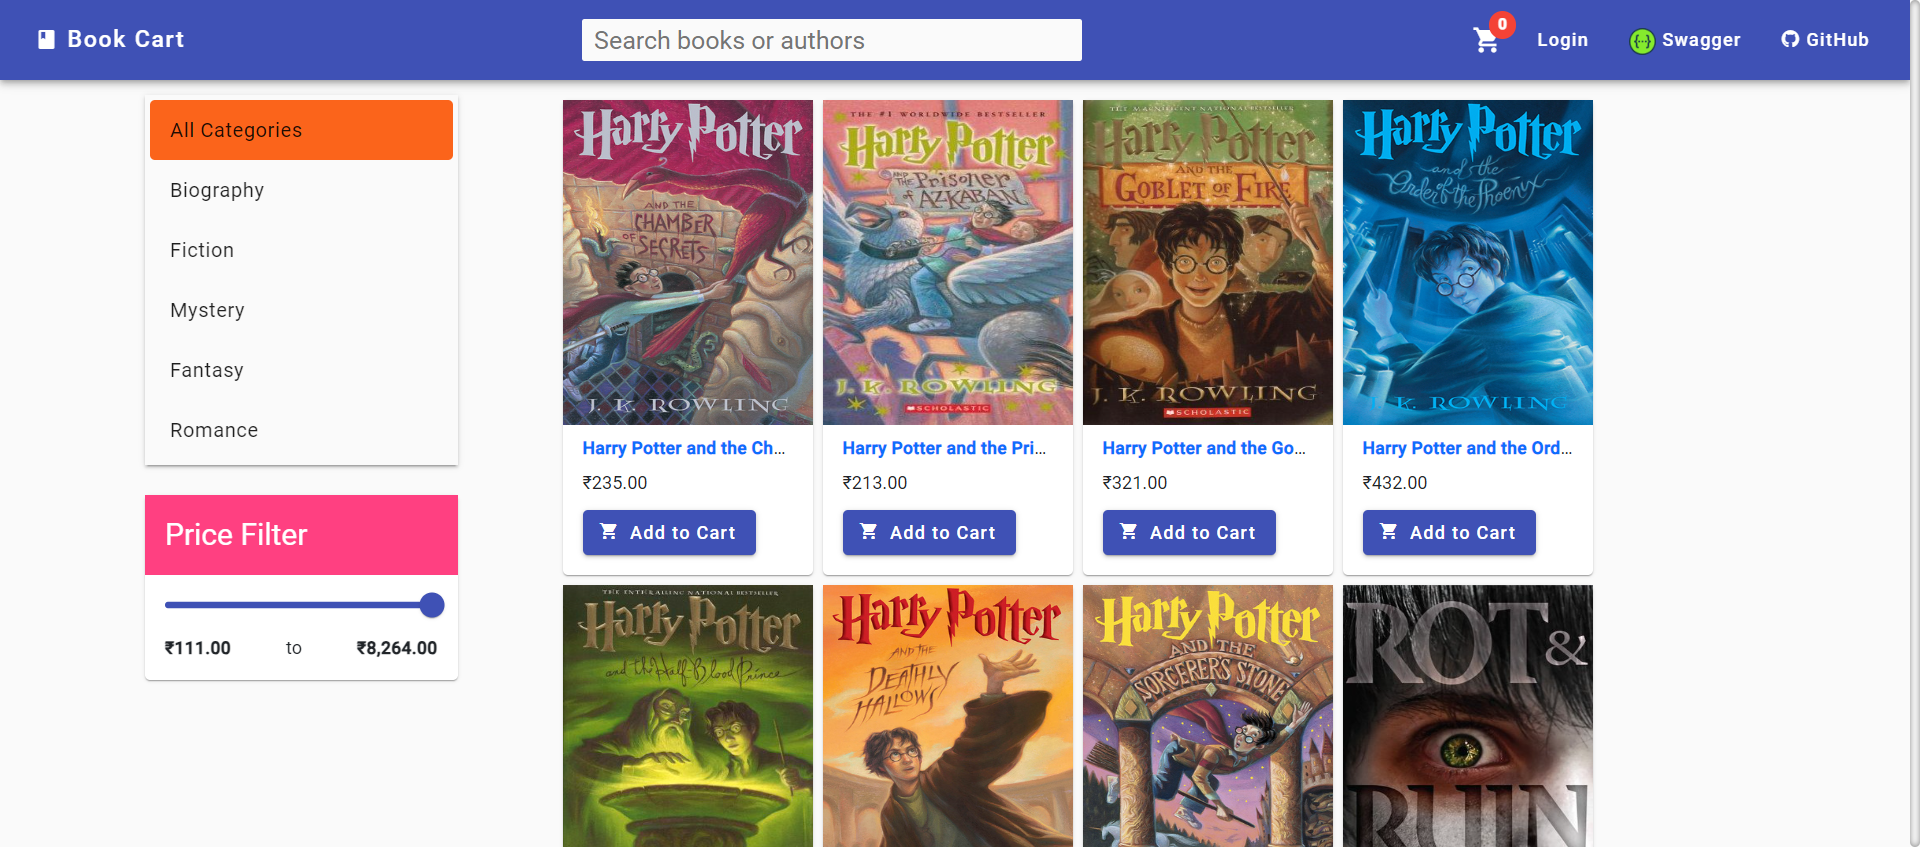 Book Cart
Search books or authors
0
Login
Swagger
GitHub
All Categories
Biography
Fiction
Mystery
Fantasy
Romance
Price Filter
₹111.00 to ₹8,264.00
Harry Potter
AND THE
CHAMBER
OF
SECRETS
J. K. ROWLING
Harry Potter and the Ch...
₹235.00
Add to Cart
THE #1 WORLDWIDE BESTSELLER
Harry Potter
AND THE
Prisoner
of AZKABAN
J. K. ROWLING
SCHOLASTIC
Harry Potter and the Pri...
₹213.00
Add to Cart
THE MAGNIFICENT NATIONAL BESTSELLER
Harry Potter
AND THE
GOBLET OF FIRE
J. K. ROWLING
SCHOLASTIC
Harry Potter and the Go...
₹321.00
Add to Cart
Harry Potter
and the
Order of the Phoenix
J. K. ROWLING
Harry Potter and the Ord...
₹432.00
Add to Cart
THE ENTHRALLING NATIONAL BESTSELLER
Harry Potter
and the Half-Blood Prince
Harry Potter
AND THE
DEATHLY
HALLOWS
Harry Potter
AND THE
SORCERERS STONE
ROT &
RUIN